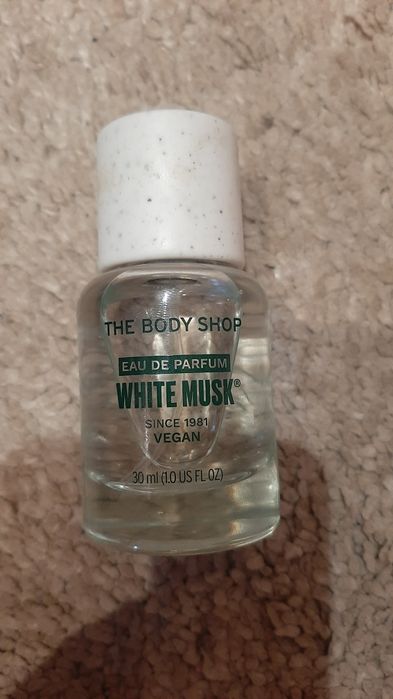 THE BODY SHOP
EAU DE PARFUM
WHITE MUSK®
SINCE 1981
VEGAN
30 ml (1.0 US FL OZ)